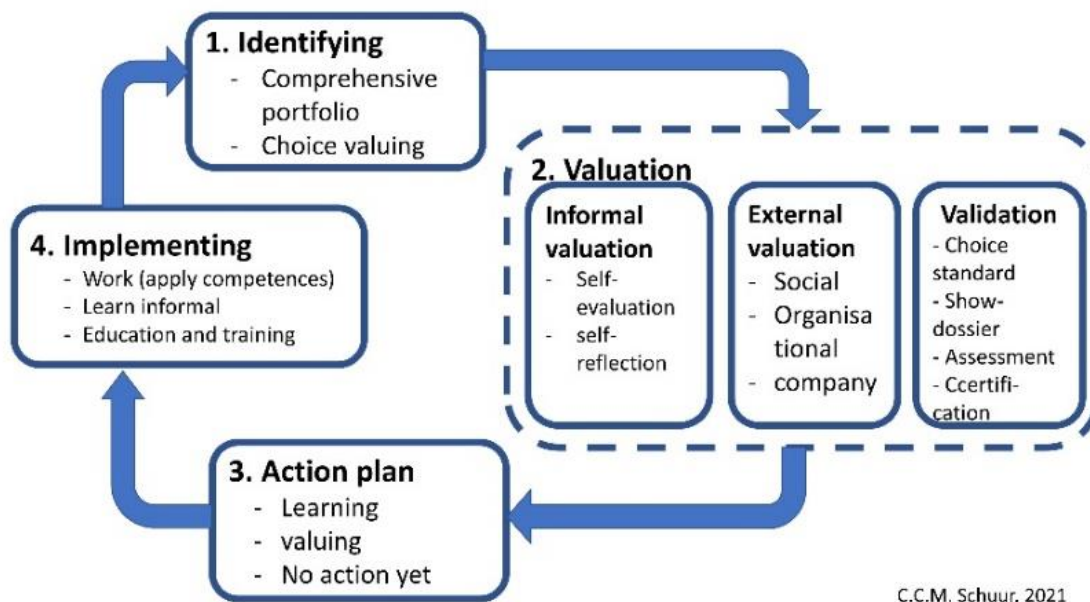 1. Identifying
- Comprehensive
portfolio
- Choice valuing
2. Valuation
Informal
valuation
- Self-
evaluation
- self-
reflection
External
valuation
- Social
- Organisa
tional
- company
Validation
- Choice
standard
- Show-
dossier
- Assessment
- Ccertifi-
cation
3. Action plan
- Learning
- valuing
- No action yet
4. Implementing
- Work (apply competences)
- Learn informal
- Education and training
C.C.M. Schuur, 2021